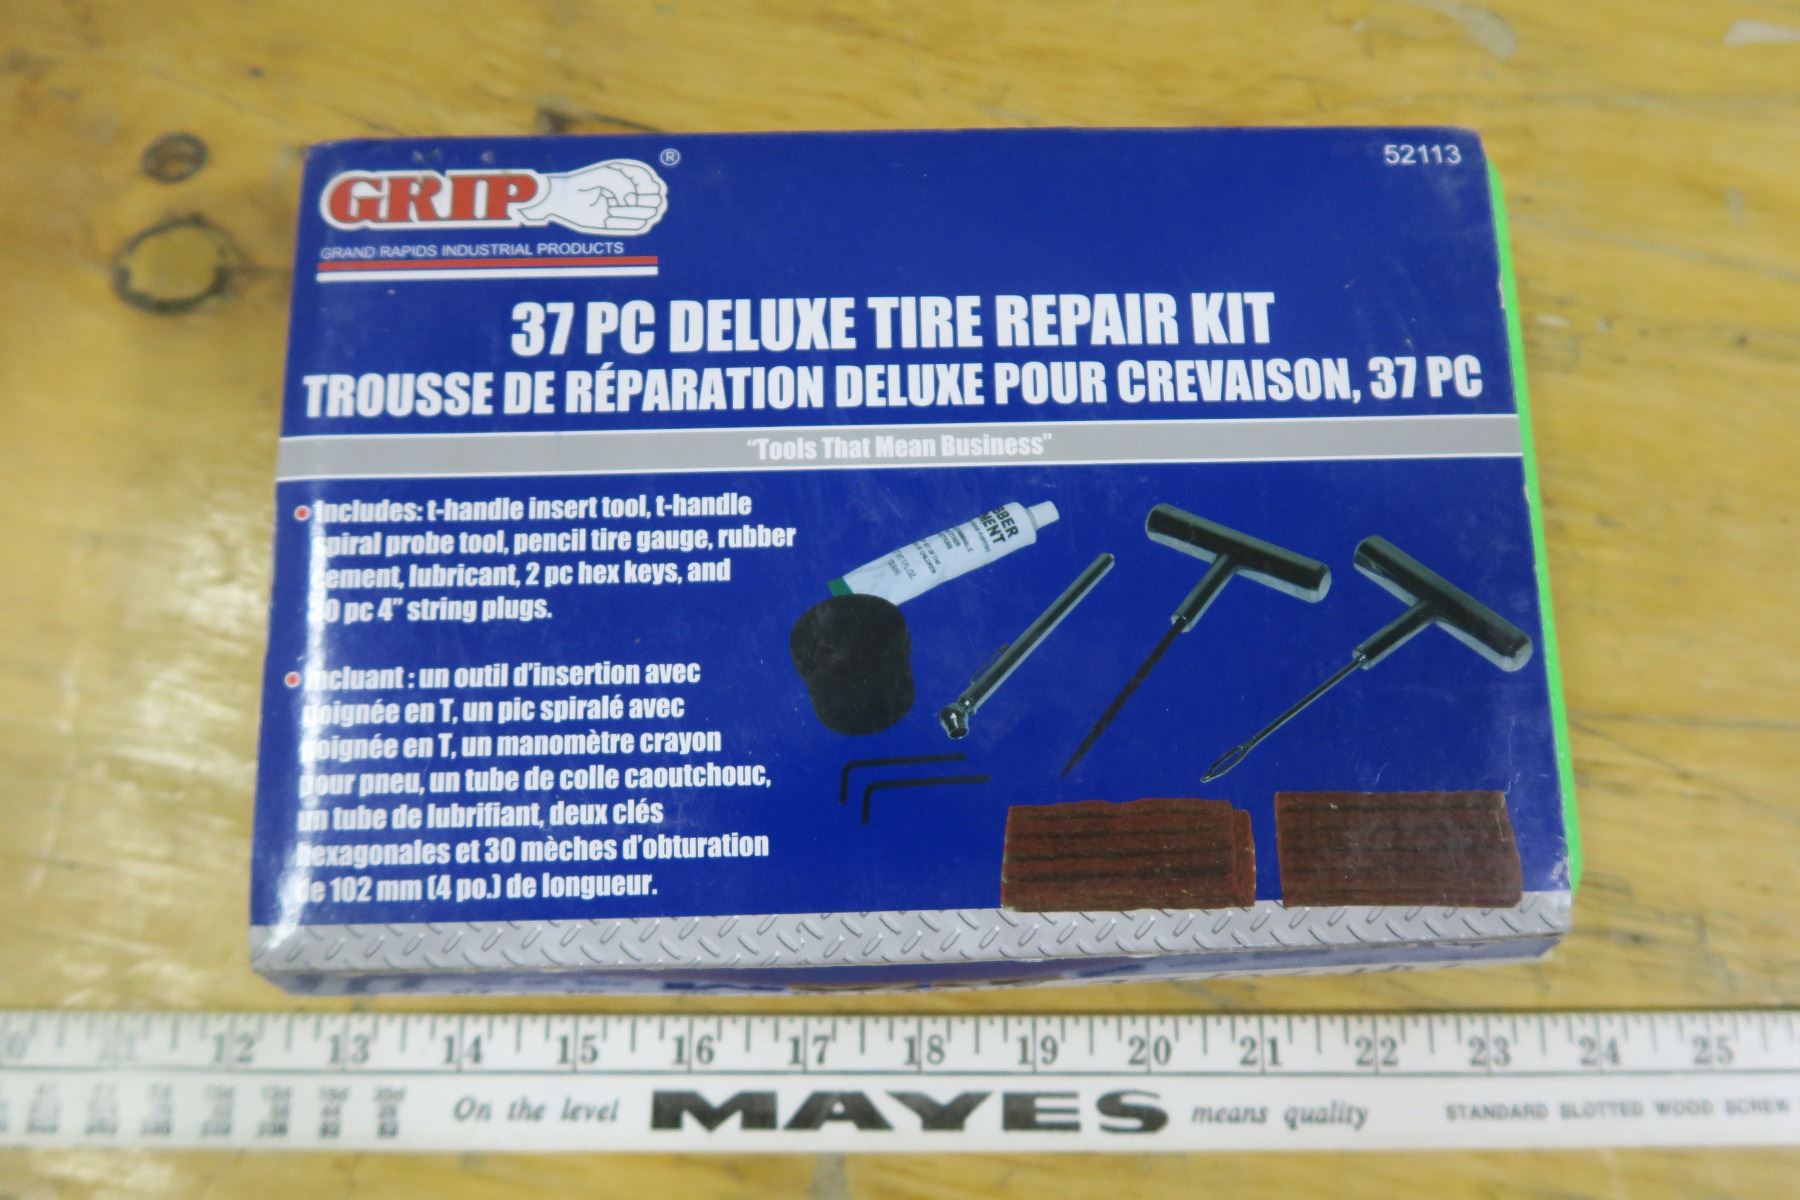 GRIP ®
52113
GRAND RAPIDS INDUSTRIAL PRODUCTS
37 PC DELUXE TIRE REPAIR KIT
TROUSSE DE RÉPARATION DELUXE POUR CREVAISON, 37 PC
"Tools That Mean Business"
Includes: t-handle insert tool, t-handle
spiral probe tool, pencil tire gauge, rubber
cement, lubricant, 2 pc hex keys, and
30 pc 4" string plugs.
Incluant : un outil d'insertion avec
poignée en T, un pic spiralé avec
poignée en T, un manomètre crayon
pour pneu, un tube de colle caoutchouc,
un tube de lubrifiant, deux clés
hexagonales et 30 mèches d'obturation
de 102 mm (4 po.) de longueur.
11 12 13 14 15 16 17 18 19 20 21 22 23 24 25
On the level MAYES means quality STANDARD SLOTTED WOOD SCREW